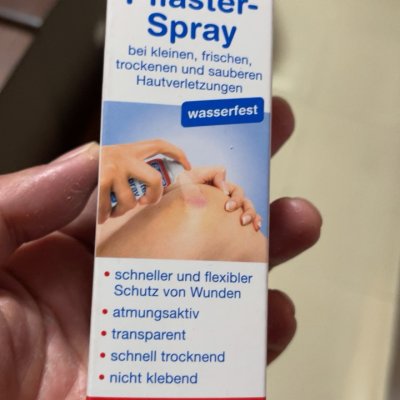 Pflaster-
Spray
bei kleinen, frischen,
trockenen und sauberen
Hautverletzungen
wasserfest
• schneller und flexibler
Schutz von Wunden
• atmungsaktiv
• transparent
• schnell trocknend
• nicht klebend